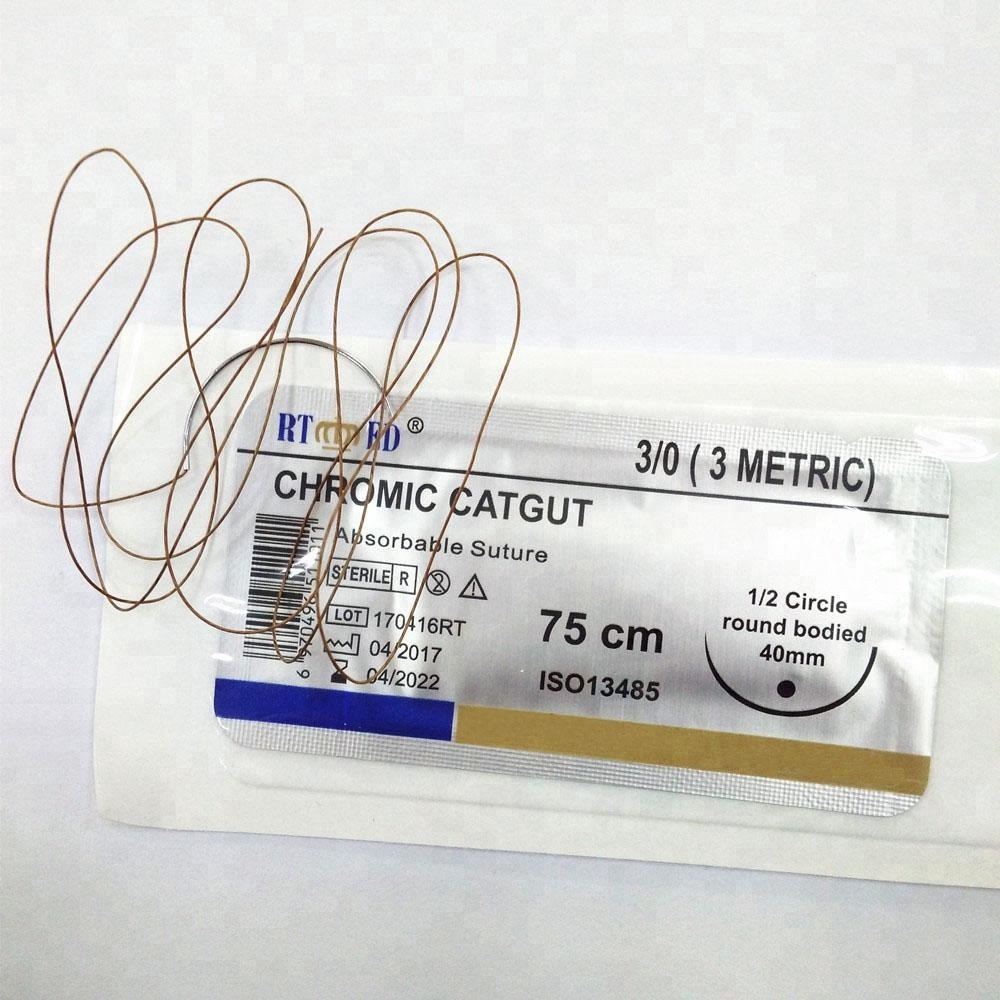 RT ED®
3/0 ( 3 METRIC)
CHROMIC CATGUT
Absorbable Suture
STERILE R
LOT 170416RT
04/2017
04/2022
75 cm
ISO13485
1/2 Circle
round bodied
40mm